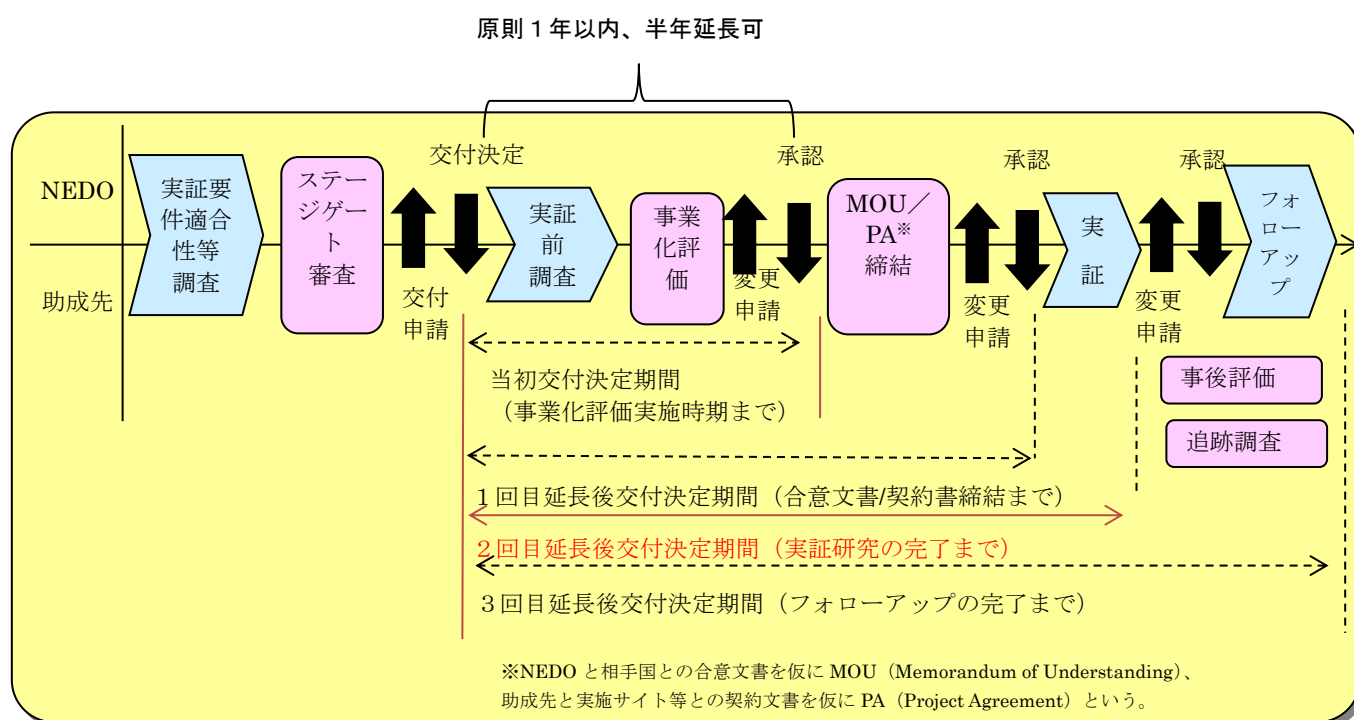 原則１年以内、半年延長可
交付決定
承認
承認
承認
NEDO
助成先
実証要
件適合
性等
調査
ステー
ジゲー
ト
審査
交付
申請
実証
前
調査
事業
化評
価
変更
申請
MOU／
PA※
締結
変更
申請
実
証
変更
申請
フォ
ロー
アッ
プ
当初交付決定期間
（事業化評価実施時期まで）
事後評価
追跡調査
１回目延長後交付決定期間（合意文書/契約書締結まで）
２回目延長後交付決定期間（実証研究の完了まで）
３回目延長後交付決定期間（フォローアップの完了まで）
※NEDO と相手国との合意文書を仮に MOU（Memorandum of Understanding）、
助成先と実施サイト等との契約文書を仮に PA（Project Agreement）という。